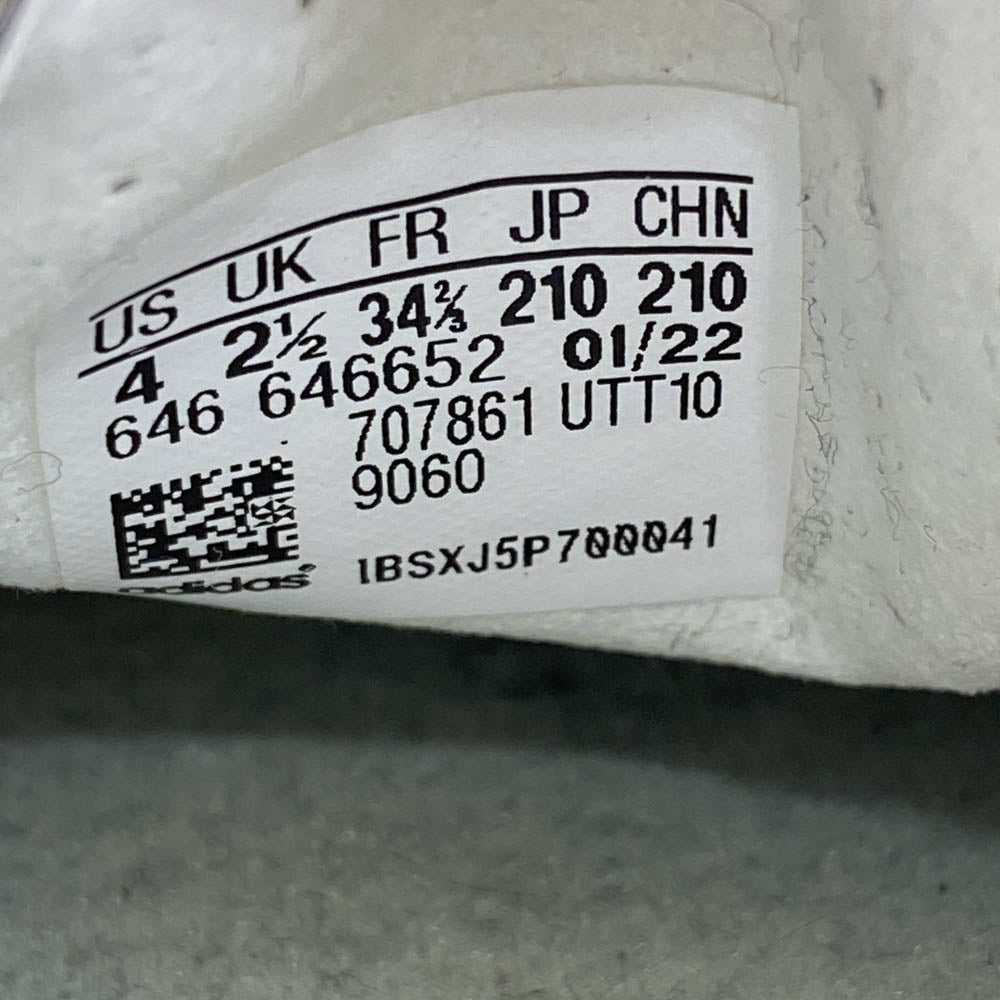 US UK FR JP CHN
4 2½ 34⅔ 210 210
646 646652 01/22
707861 UTT10
9060
1BSXJ5P700041
adidas®